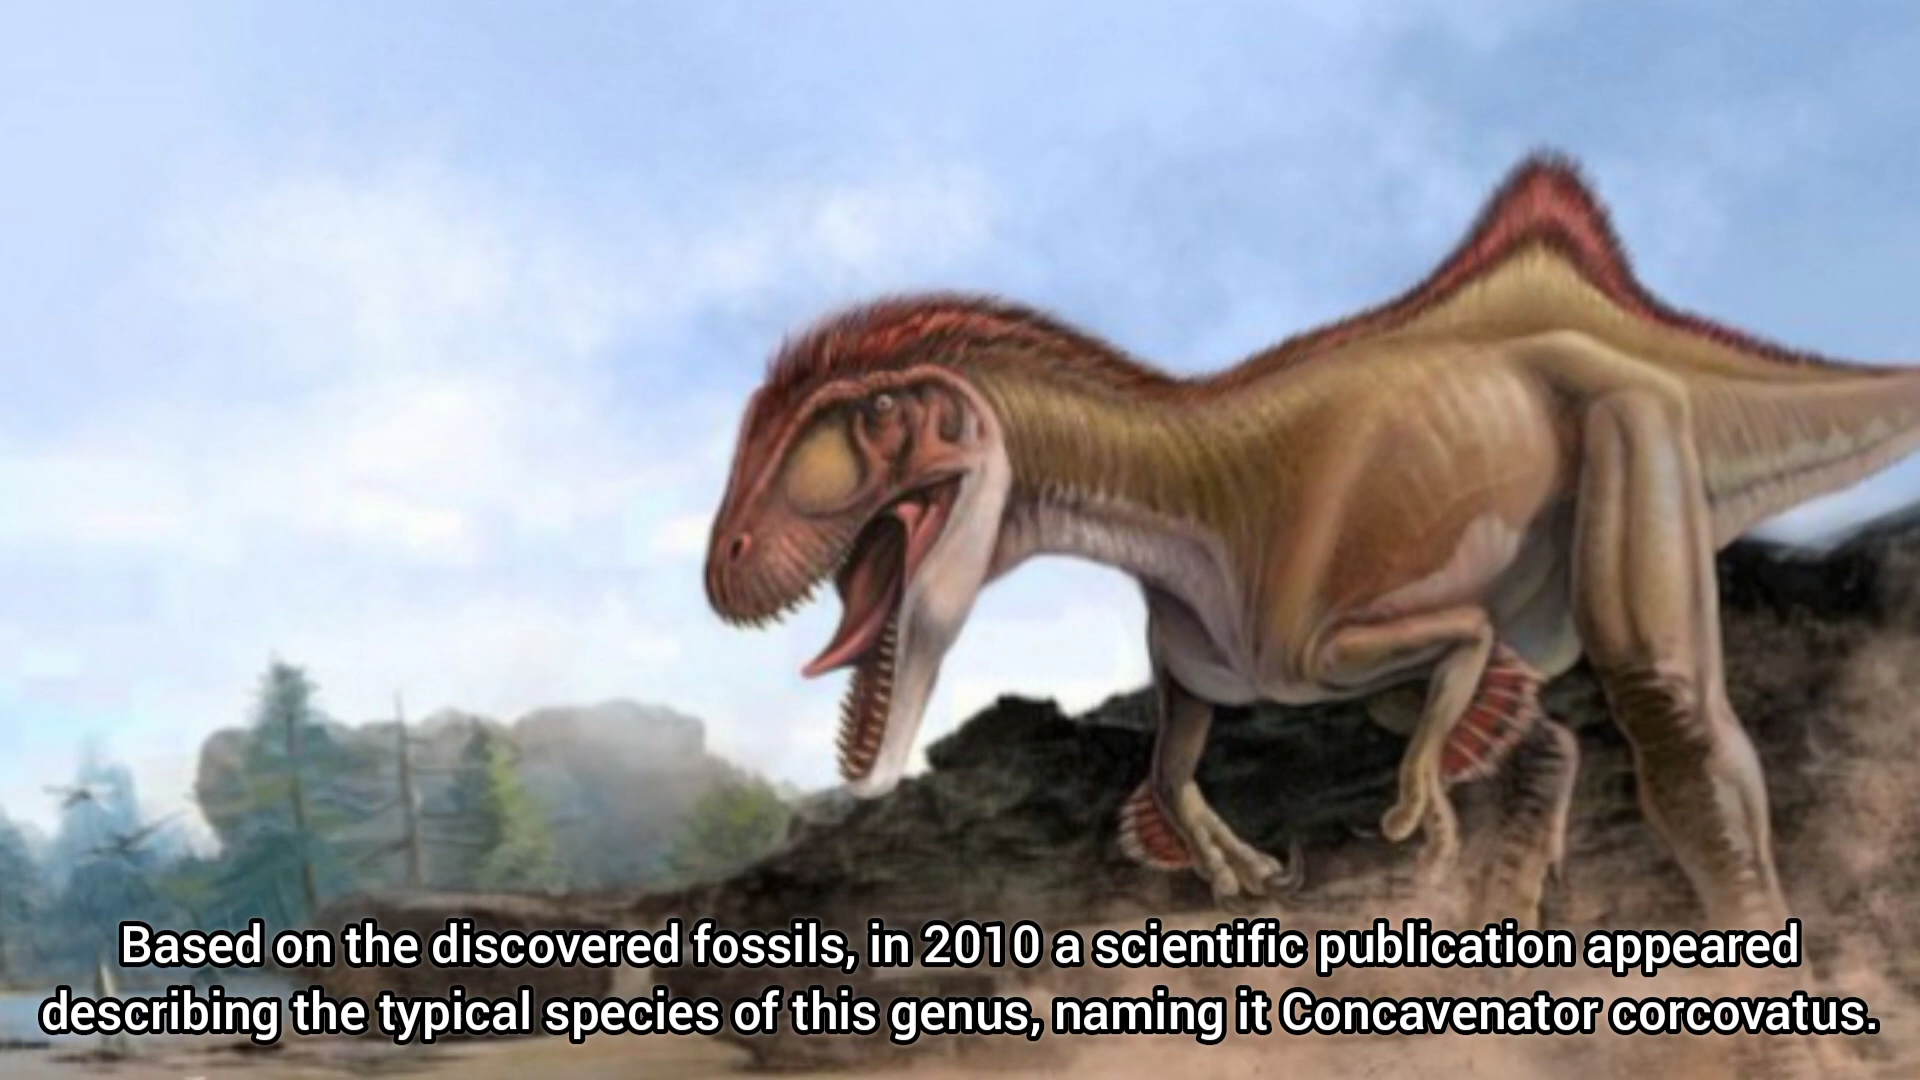 Based on the discovered fossils, in 2010 a scientific publication appeared
describing the typical species of this genus, naming it Concavenator corcovatus.